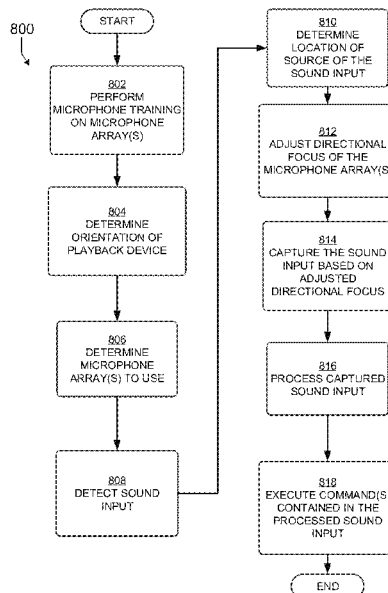 800
START
802
PERFORM
MICROPHONE TRAINING
ON MICROPHONE
ARRAY(S)
804
DETERMINE
ORIENTATION OF
PLAYBACK DEVICE
806
DETERMINE
MICROPHONE
ARRAY(S) TO USE
808
DETECT SOUND
INPUT
810
DETERMINE
LOCATION OF
SOURCE OF THE
SOUND INPUT
812
ADJUST DIRECTIONAL
FOCUS OF THE
MICROPHONE ARRAY(S)
814
CAPTURE THE SOUND
INPUT BASED ON
ADJUSTED
DIRECTIONAL FOCUS
816
PROCESS CAPTURED
SOUND INPUT
818
EXECUTE COMMAND(S)
CONTAINED IN THE
PROCESSED SOUND
INPUT
END